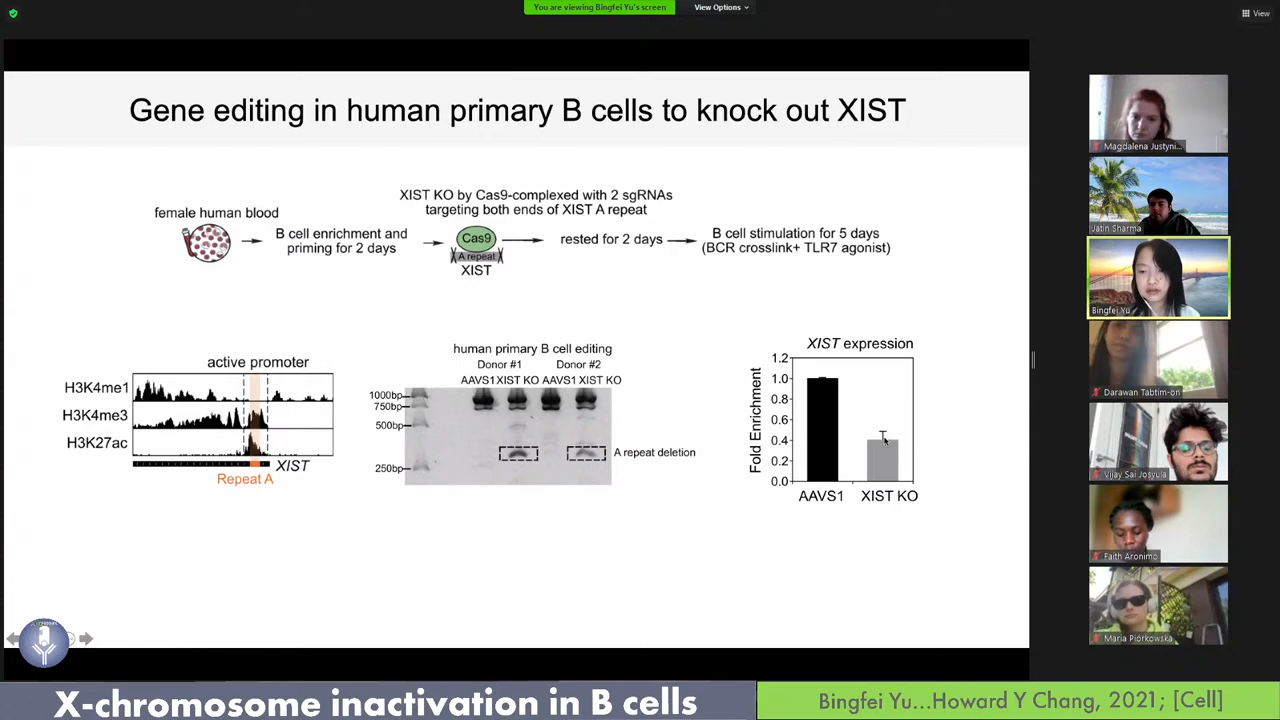 You are viewing Bingfei Yu's screen
View Options
View
Gene editing in human primary B cells to knock out XIST
XIST KO by Cas9-complexed with 2 sgRNAs
targeting both ends of XIST A repeat
female human blood
B cell enrichment and
priming for 2 days
Cas9
A repeat
XIST
rested for 2 days
B cell stimulation for 5 days
(BCR crosslink+ TLR7 agonist)
active promoter
H3K4me1
H3K4me3
H3K27ac
XIST
Repeat A
human primary B cell editing
Donor #1
Donor #2
AAVS1 XIST KO AAVS1 XIST KO
1000bp
750bp
500bp
250bp
A repeat deletion
XIST expression
Fold Enrichment
1.2
1.0
0.8
0.6
0.4
0.2
0.0
AAVS1
XIST KO
Magdalena Justyni...
Jatin Sharma
Bingfei Yu
Darawan Tabtim-on
Vijay Sai Josyula
Faith Aronimo
Maria Piórkowska
X-chromosome inactivation in B cells
Bingfei Yu...Howard Y Chang, 2021; [Cell]